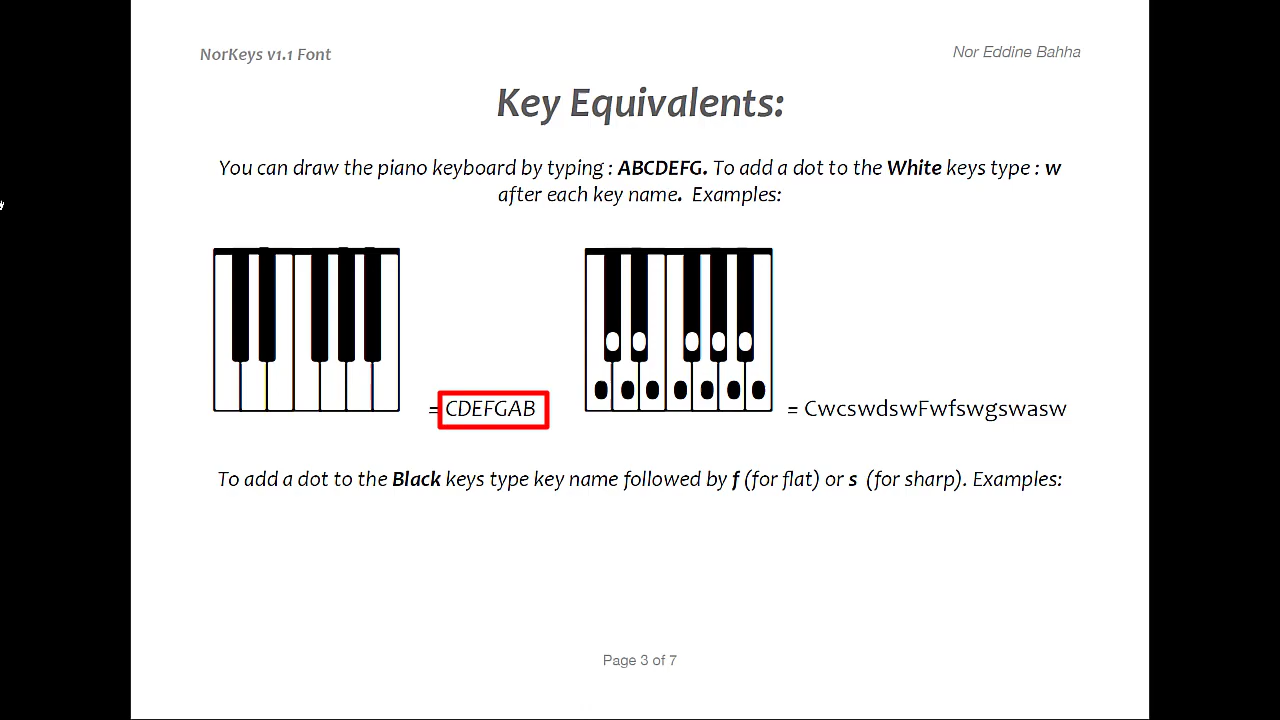 NorKeys v1.1 Font
Nor Eddine Bahha
Key Equivalents:
You can draw the piano keyboard by typing : ABCDEFG. To add a dot to the White keys type : w
after each key name. Examples:
= CDEFGAB
= CwcswdswFwfswgswasw
To add a dot to the Black keys type key name followed by f (for flat) or s (for sharp). Examples:
Page 3 of 7